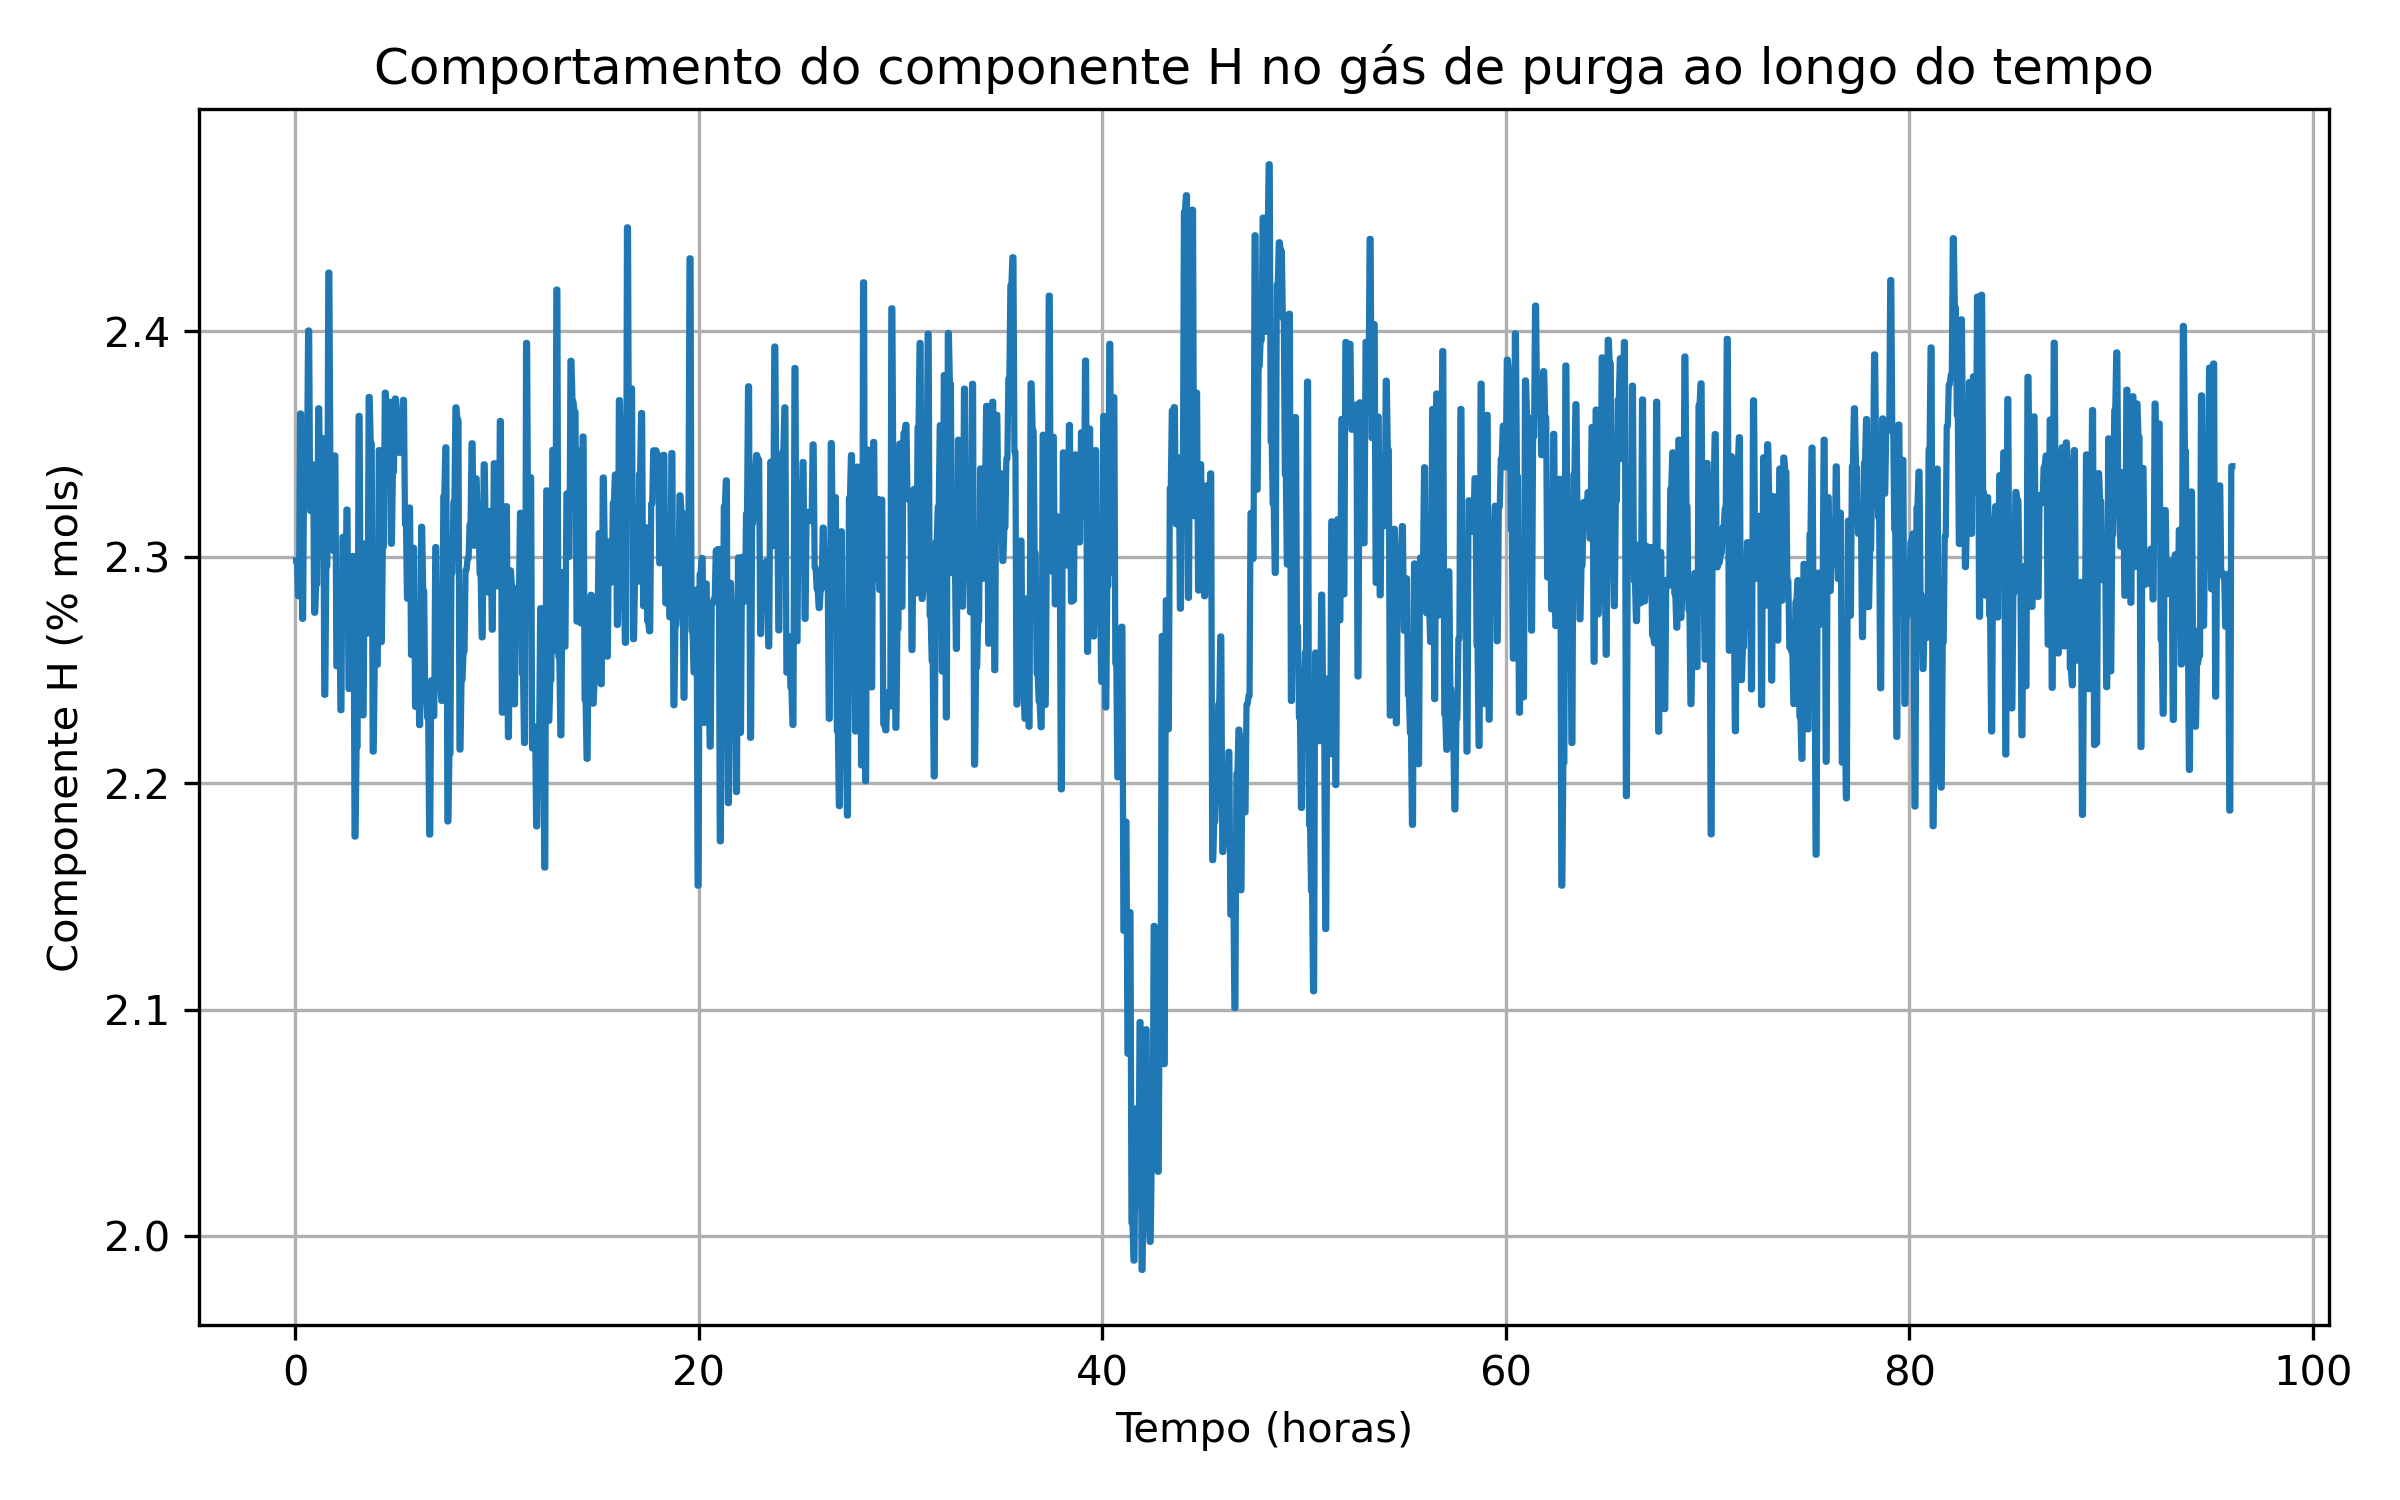 Comportamento do componente H no gás de purga ao longo do tempo
Componente H (% mols)
2.4
2.3
2.2
2.1
2.0
0 20 40 60 80 100
Tempo (horas)